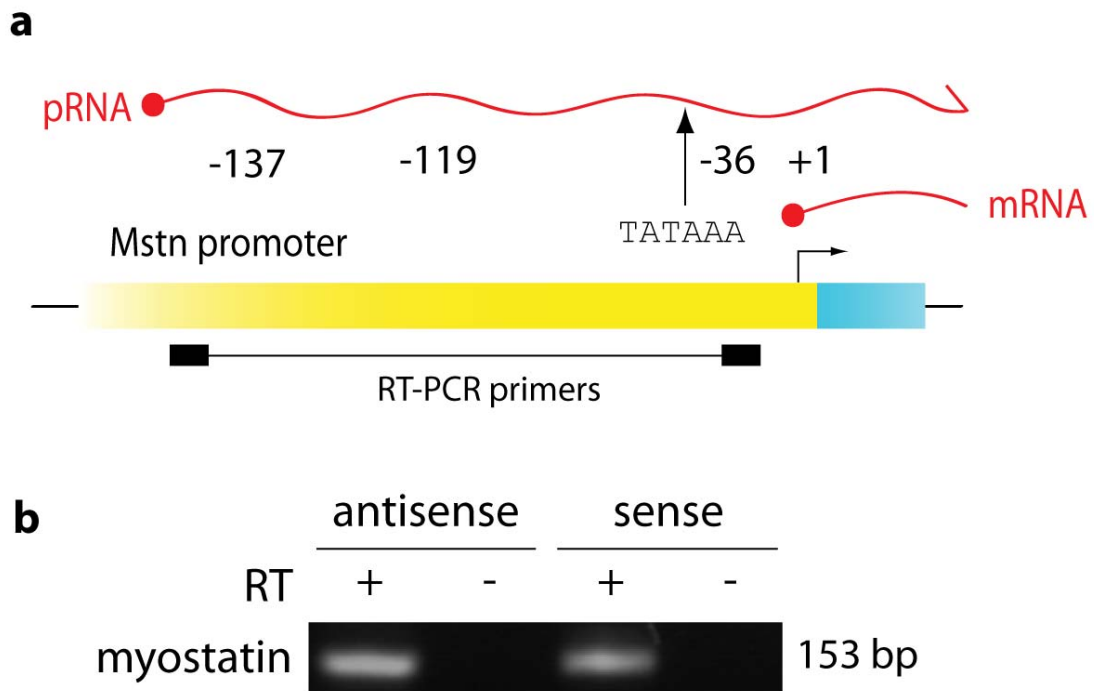 a
pRNA
-137 -119 -36 +1
mRNA
TATAAA
Mstn promoter
RT-PCR primers
b
antisense sense
RT + - + -
myostatin 153 bp